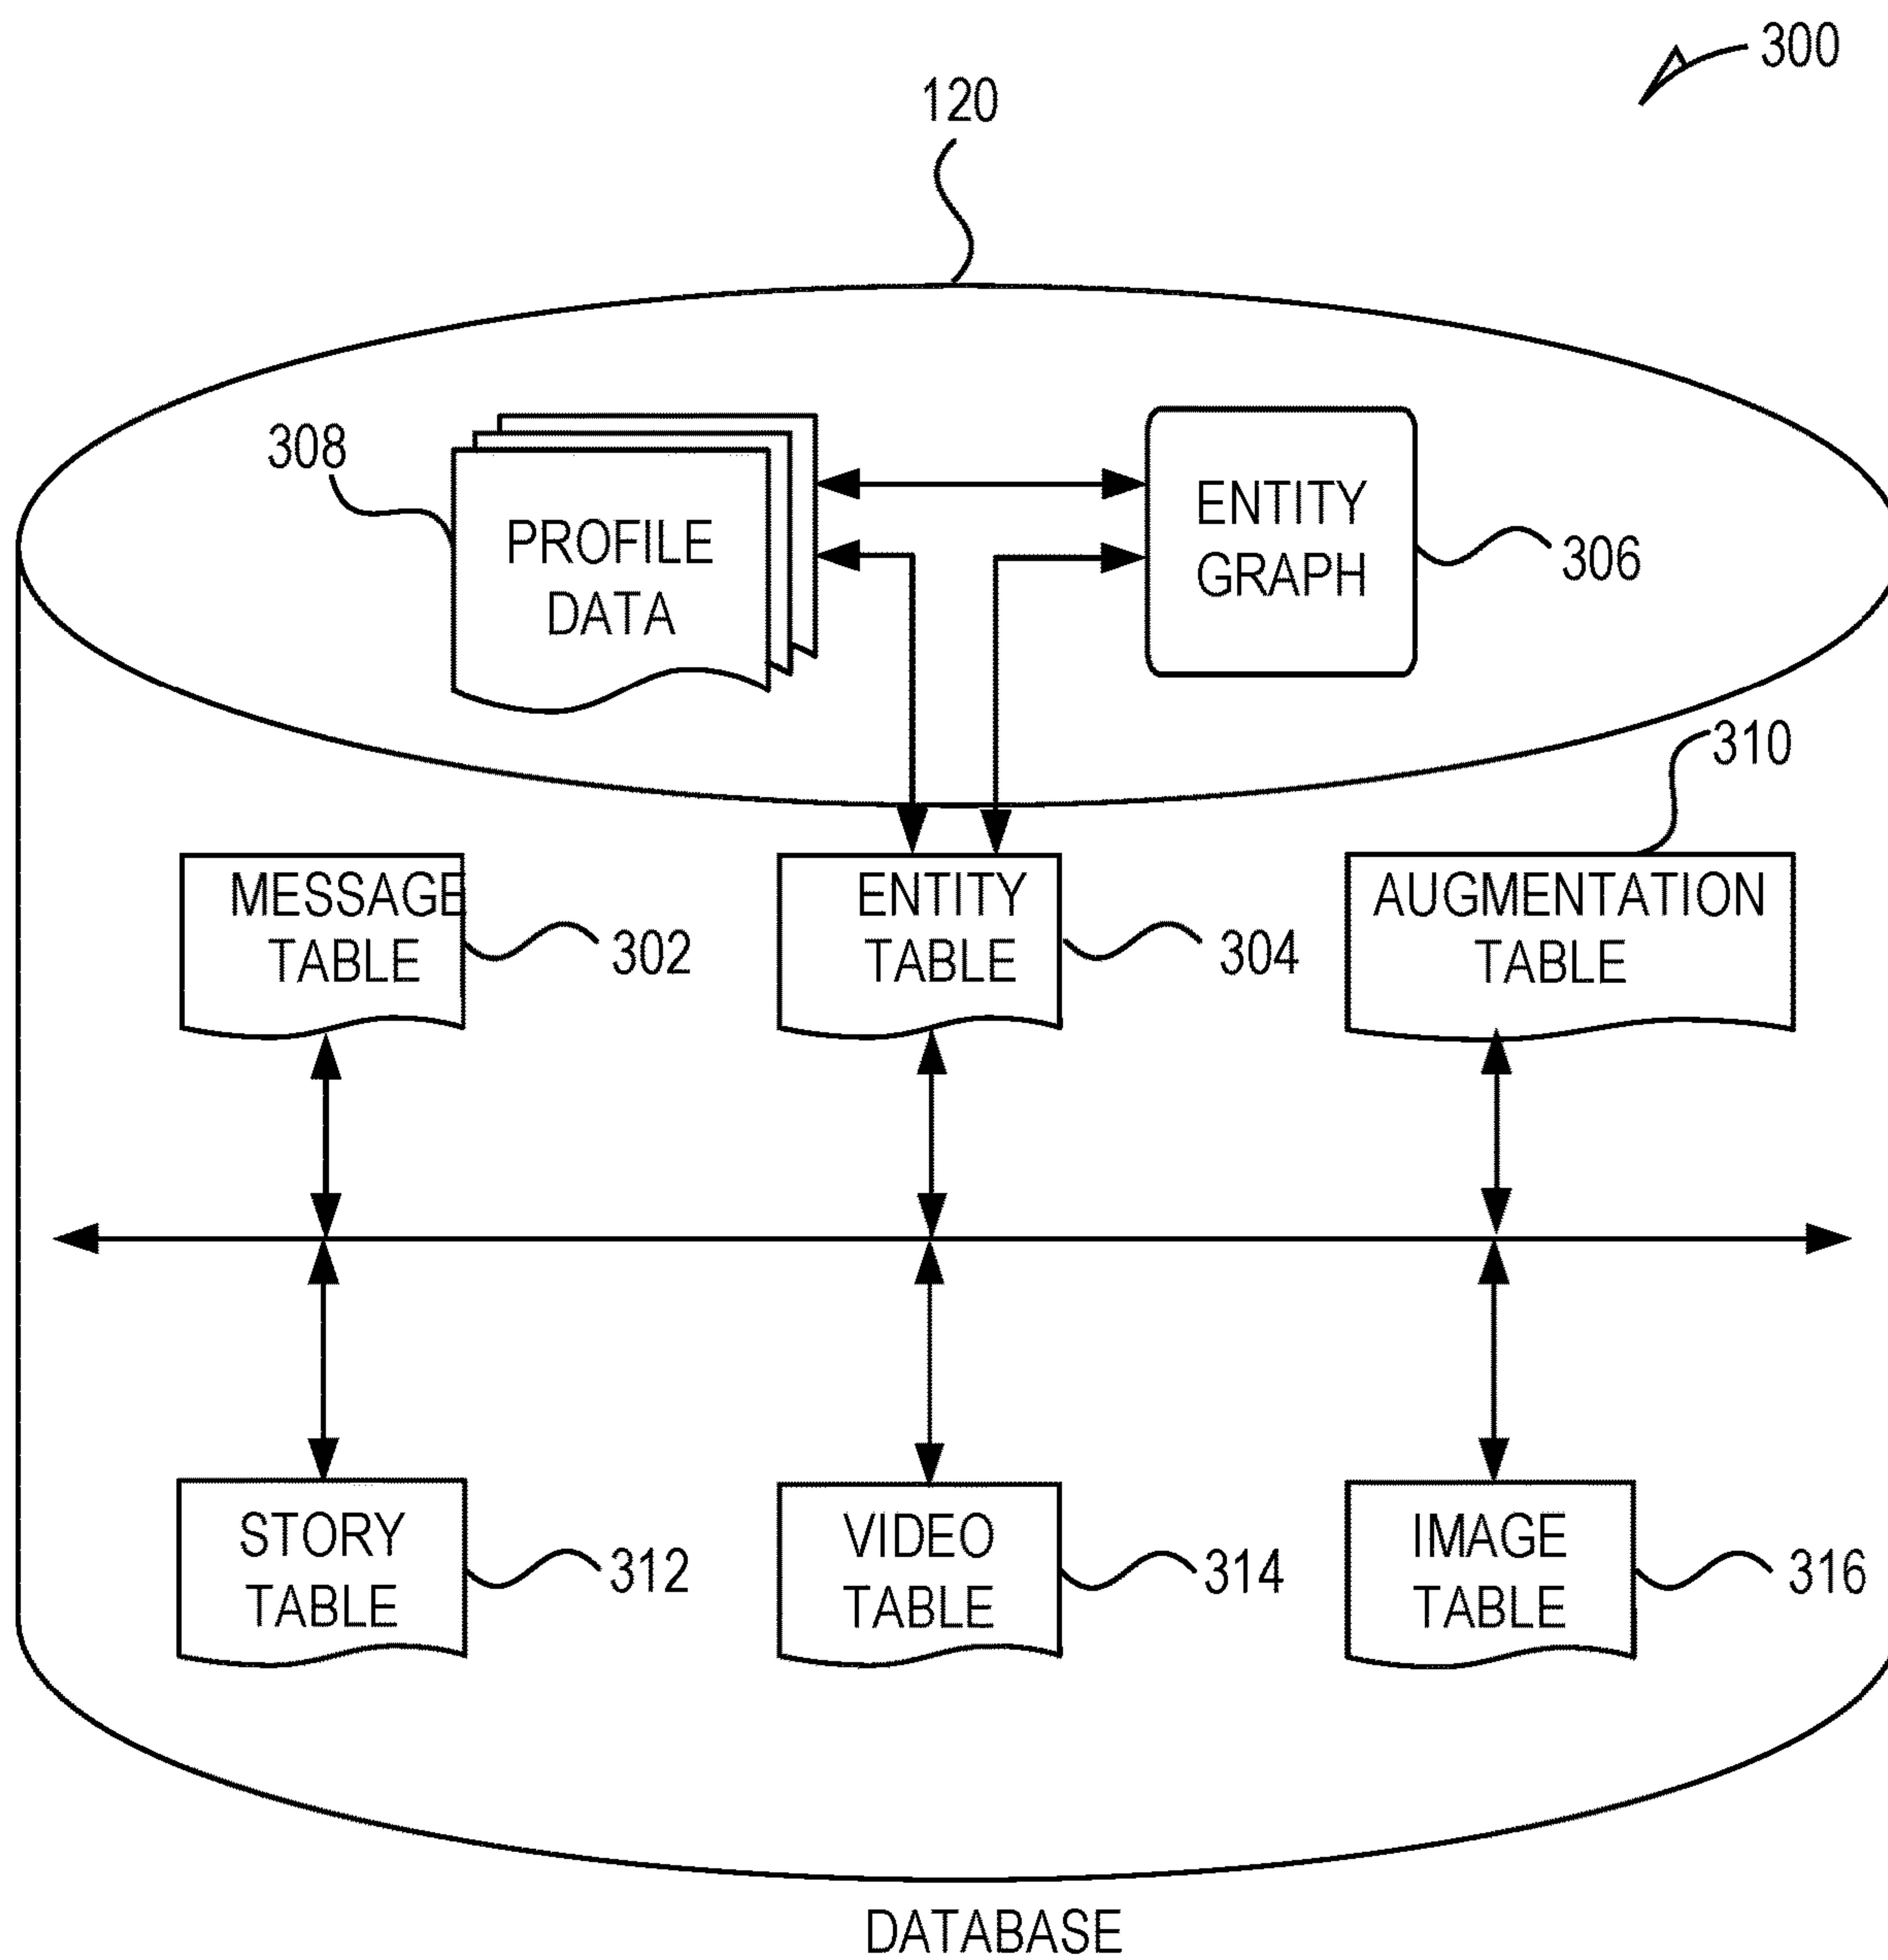 300
120
308
PROFILE
DATA
ENTITY
GRAPH
306
310
MESSAGE
TABLE
302
ENTITY
TABLE
304
AUGMENTATION
TABLE
STORY
TABLE
312
VIDEO
TABLE
314
IMAGE
TABLE
316
DATABASE